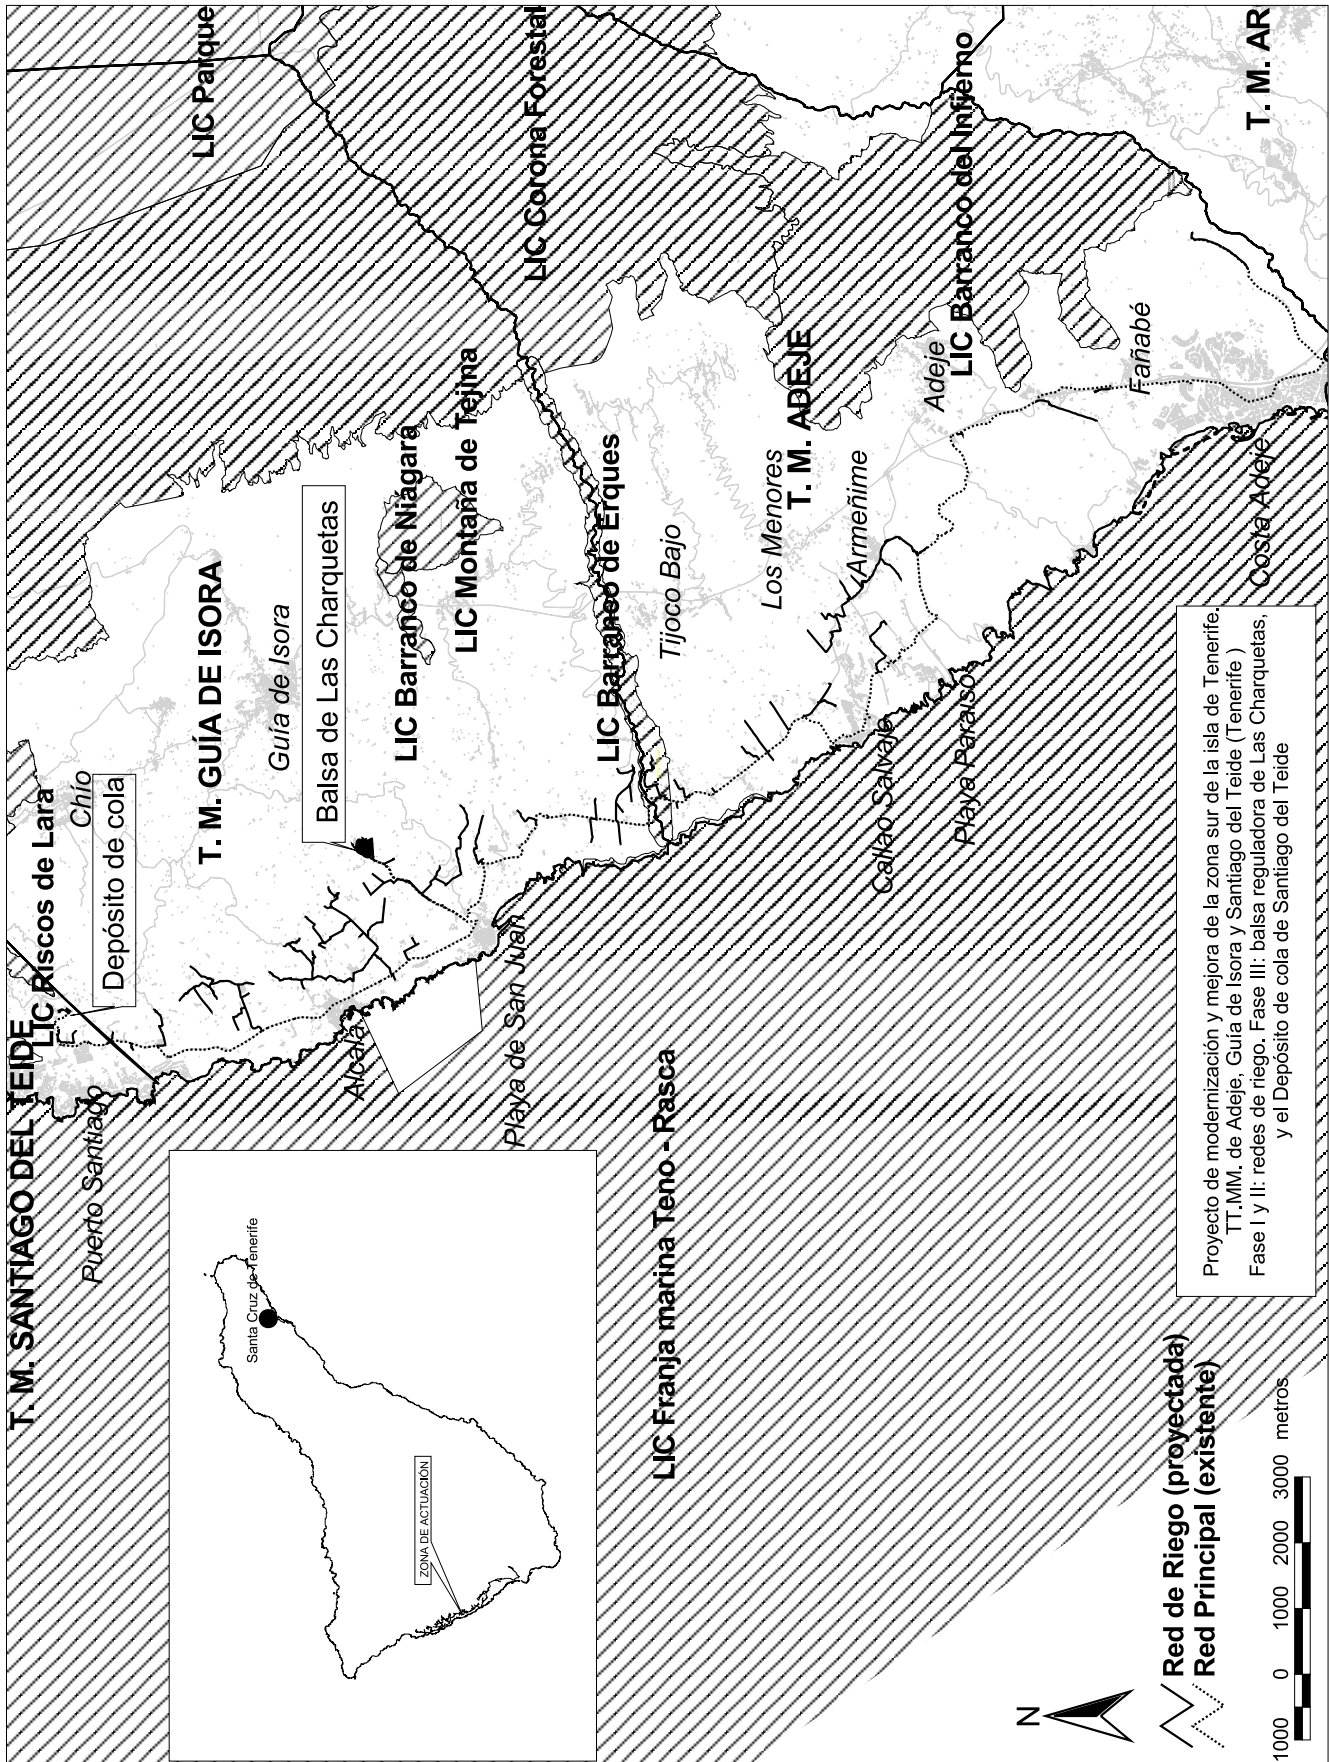 T. M. SANTIAGO DEL TEIDE
LIC Riscos de Lara
Puerto Santiago
Chío
Depósito de cola
LIC Parque
T. M. GUÍA DE ISORA
Guía de Isora
Balsa de Las Charquetas
Alcalá
LIC Barranco de Niágara
LIC Montaña de Tejina
Playa de San Juan
LIC Corona Forestal
LIC Barranco de Erques
LIC Franja marina Teno - Rasca
Tijoco Bajo
Los Menores
T. M. ADEJE
Armeñime
Callao Salvaje
Playa Paraíso
Adeje
LIC Barranco del Infierno
Fañabé
Costa Adeje
T. M. AR
Santa Cruz de Tenerife
ZONA DE ACTUACIÓN
N
Red de Riego (proyectada)
Red Principal (existente)
1000 0 1000 2000 3000 metros
Proyecto de modernización y mejora de la zona sur de la isla de Tenerife.
TT.MM. de Adeje, Guía de Isora y Santiago del Teide (Tenerife )
Fase I y II: redes de riego. Fase III: balsa reguladora de Las Charquetas,
y el Depósito de cola de Santiago del Teide